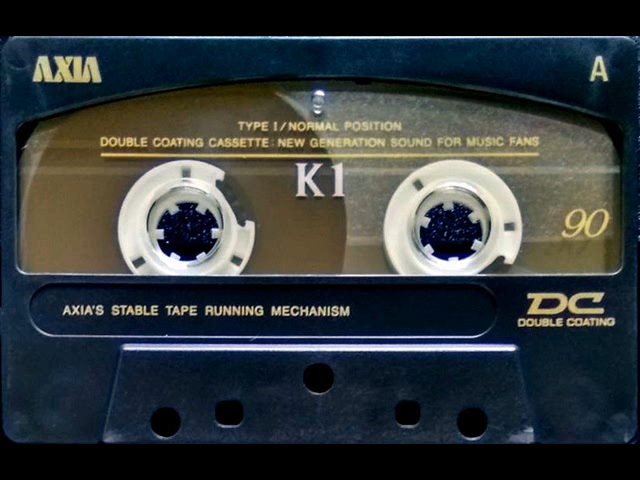 AXIA
A
TYPE I/NORMAL POSITION
DOUBLE COATING CASSETTE: NEW GENERATION SOUND FOR MUSIC FANS
K1
90
AXIA'S STABLE TAPE RUNNING MECHANISM
DC
DOUBLE COATING